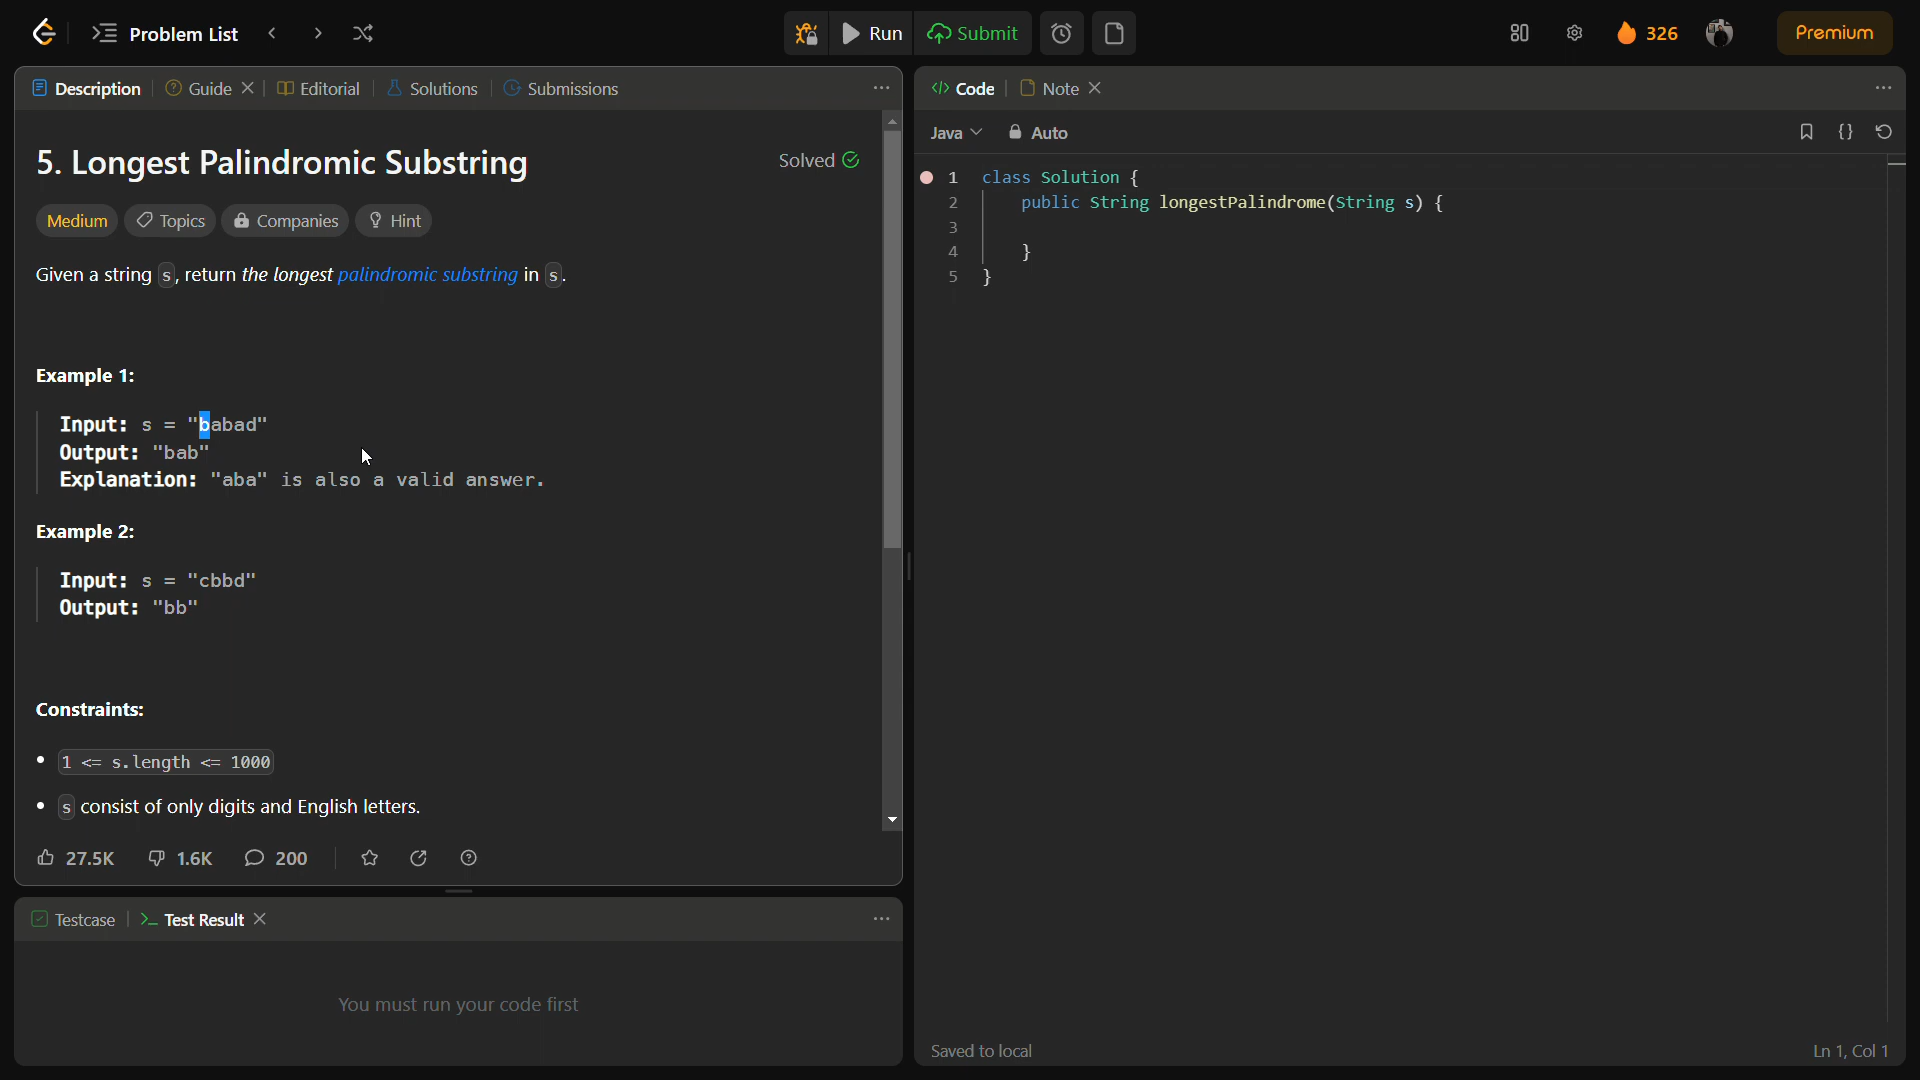 Problem List
Run
Submit
326
Premium
Description
Guide
Editorial
Solutions
Submissions
5. Longest Palindromic Substring
Solved
Medium
Topics
Companies
Hint
Given a string s, return the longest palindromic substring in s.
Example 1:
Input: s = "babad"
Output: "bab"
Explanation: "aba" is also a valid answer.
Example 2:
Input: s = "cbbd"
Output: "bb"
Constraints:
• 1 <= s.length <= 1000
• s consist of only digits and English letters.
27.5K
1.6K
200
Testcase
>_ Test Result
You must run your code first
</> Code
Note
Java
Auto
{}
1 class Solution {
2 public String longestPalindrome(String s) {
3
4 }
5 }
Saved to local
Ln 1, Col 1